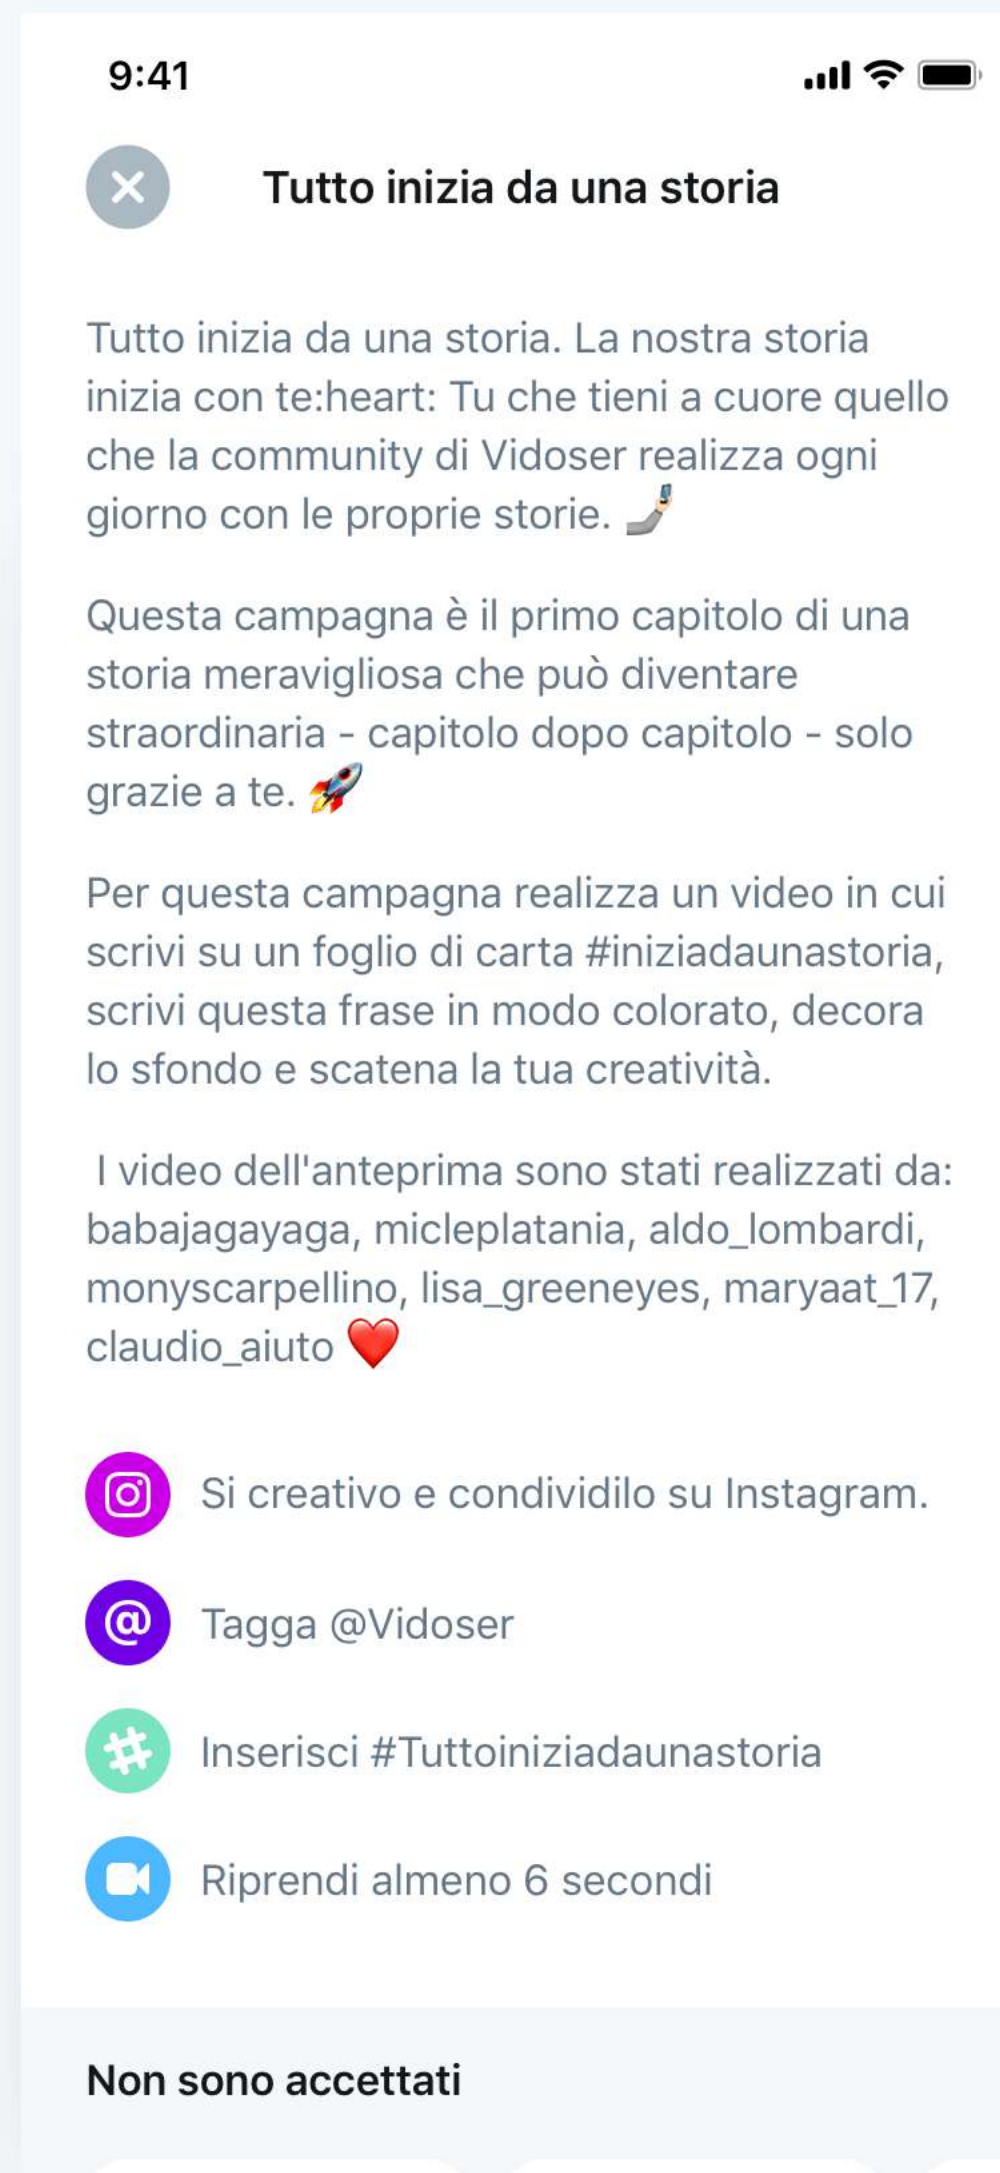 9:41
Tutto inizia da una storia
Tutto inizia da una storia. La nostra storia
inizia con te:heart: Tu che tieni a cuore quello
che la community di Vidoser realizza ogni
giorno con le proprie storie. 🤳🏻
Questa campagna è il primo capitolo di una
storia meravigliosa che può diventare
straordinaria - capitolo dopo capitolo - solo
grazie a te. 🚀
Per questa campagna realizza un video in cui
scrivi su un foglio di carta #iniziadaunastoria,
scrivi questa frase in modo colorato, decora
lo sfondo e scatena la tua creatività.
I video dell'anteprima sono stati realizzati da:
babajagayaga, micleplatania, aldo_lombardi,
monyscarpellino, lisa_greeneyes, maryaat_17,
claudio_aiuto ❤️
Si creativo e condividilo su Instagram.
@ Tagga @Vidoser
# Inserisci #Tuttoiniziadaunastoria
Riprendi almeno 6 secondi
Non sono accettati